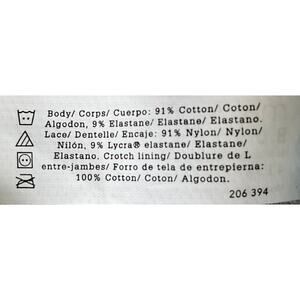 Body/ Corps/ Cuerpo: 91% Cotton/ Coton/
Algodon, 9% Elastane/ Elastane/ Elastano.
Lace/ Dentelle/ Encaje: 91% Nylon/ Nylon/
Nilón, 9% Lycra® elastane/ Elastane/
Elastano. Crotch lining/ Doublure de L
entre-jambes/ Forro de tela de entrepierna:
100% Cotton/ Coton/ Algodon.
206 394